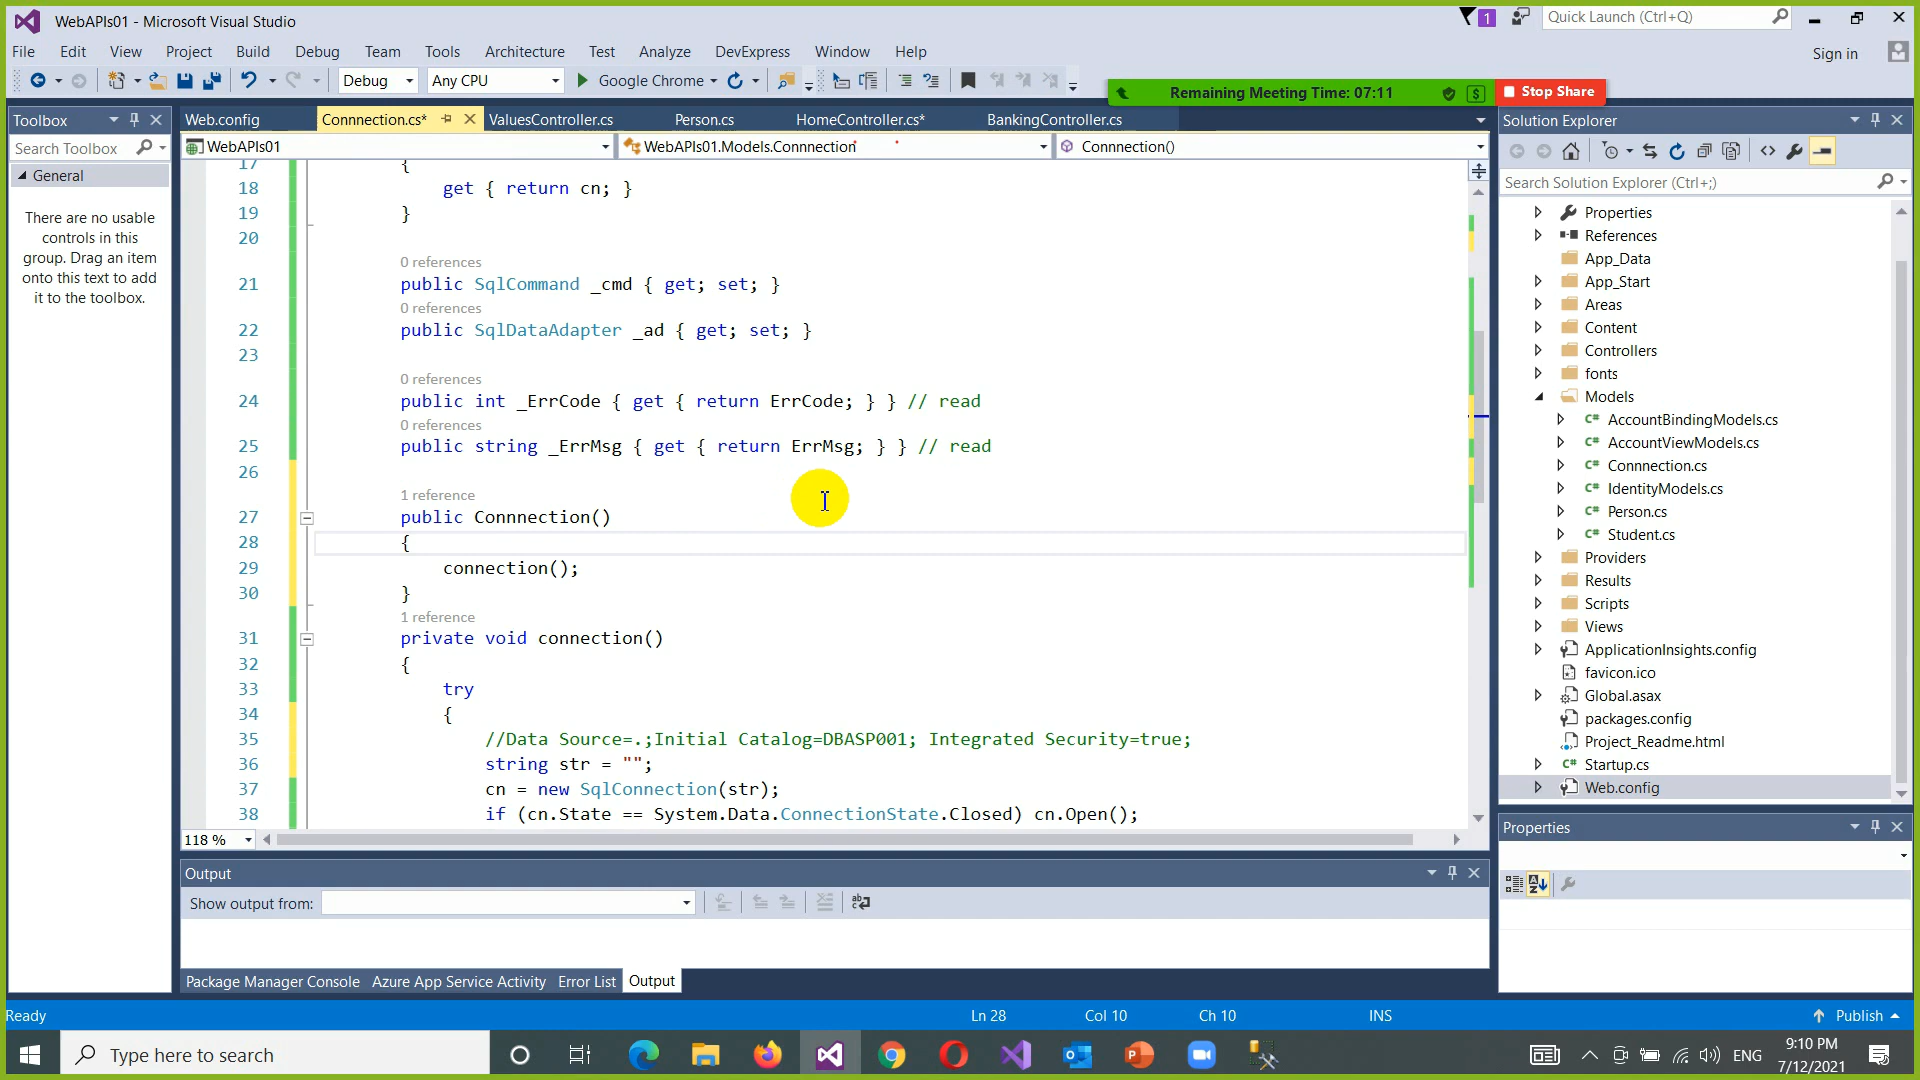 WebAPIs01 - Microsoft Visual Studio
1
Quick Launch (Ctrl+Q)
File Edit View Project Build Debug Team Tools Architecture Test Analyze DevExpress Window Help
Sign in
Debug Any CPU Google Chrome
Remaining Meeting Time: 07:11
Stop Share
Toolbox
Search Toolbox
General
There are no usable
controls in this
group. Drag an item
onto this text to add
it to the toolbox.
Web.config Connnection.cs* ValuesController.cs Person.cs HomeController.cs* BankingController.cs
WebAPIs01 WebAPIs01.Models.Connnection Connnection()
17 {
18 get { return cn; }
19 }
20
0 references
21 public SqlCommand _cmd { get; set; }
0 references
22 public SqlDataAdapter _ad { get; set; }
23
0 references
24 public int _ErrCode { get { return ErrCode; } } // read
0 references
25 public string _ErrMsg { get { return ErrMsg; } } // read
26
1 reference
27 public Connnection()
28 {
29 connection();
30 }
1 reference
31 private void connection()
32 {
33 try
34 {
35 //Data Source=.;Initial Catalog=DBASP001; Integrated Security=true;
36 string str = "";
37 cn = new SqlConnection(str);
38 if (cn.State == System.Data.ConnectionState.Closed) cn.Open();
118 %
Output
Show output from:
Package Manager Console Azure App Service Activity Error List Output
Solution Explorer
Search Solution Explorer (Ctrl+;)
Properties
References
App_Data
App_Start
Areas
Content
Controllers
fonts
Models
C# AccountBindingModels.cs
C# AccountViewModels.cs
C# Connnection.cs
C# IdentityModels.cs
C# Person.cs
C# Student.cs
Providers
Results
Scripts
Views
ApplicationInsights.config
favicon.ico
Global.asax
packages.config
Project_Readme.html
C# Startup.cs
Web.config
Properties
Ready Ln 28 Col 10 Ch 10 INS Publish
Type here to search
ENG
9:10 PM
7/12/2021